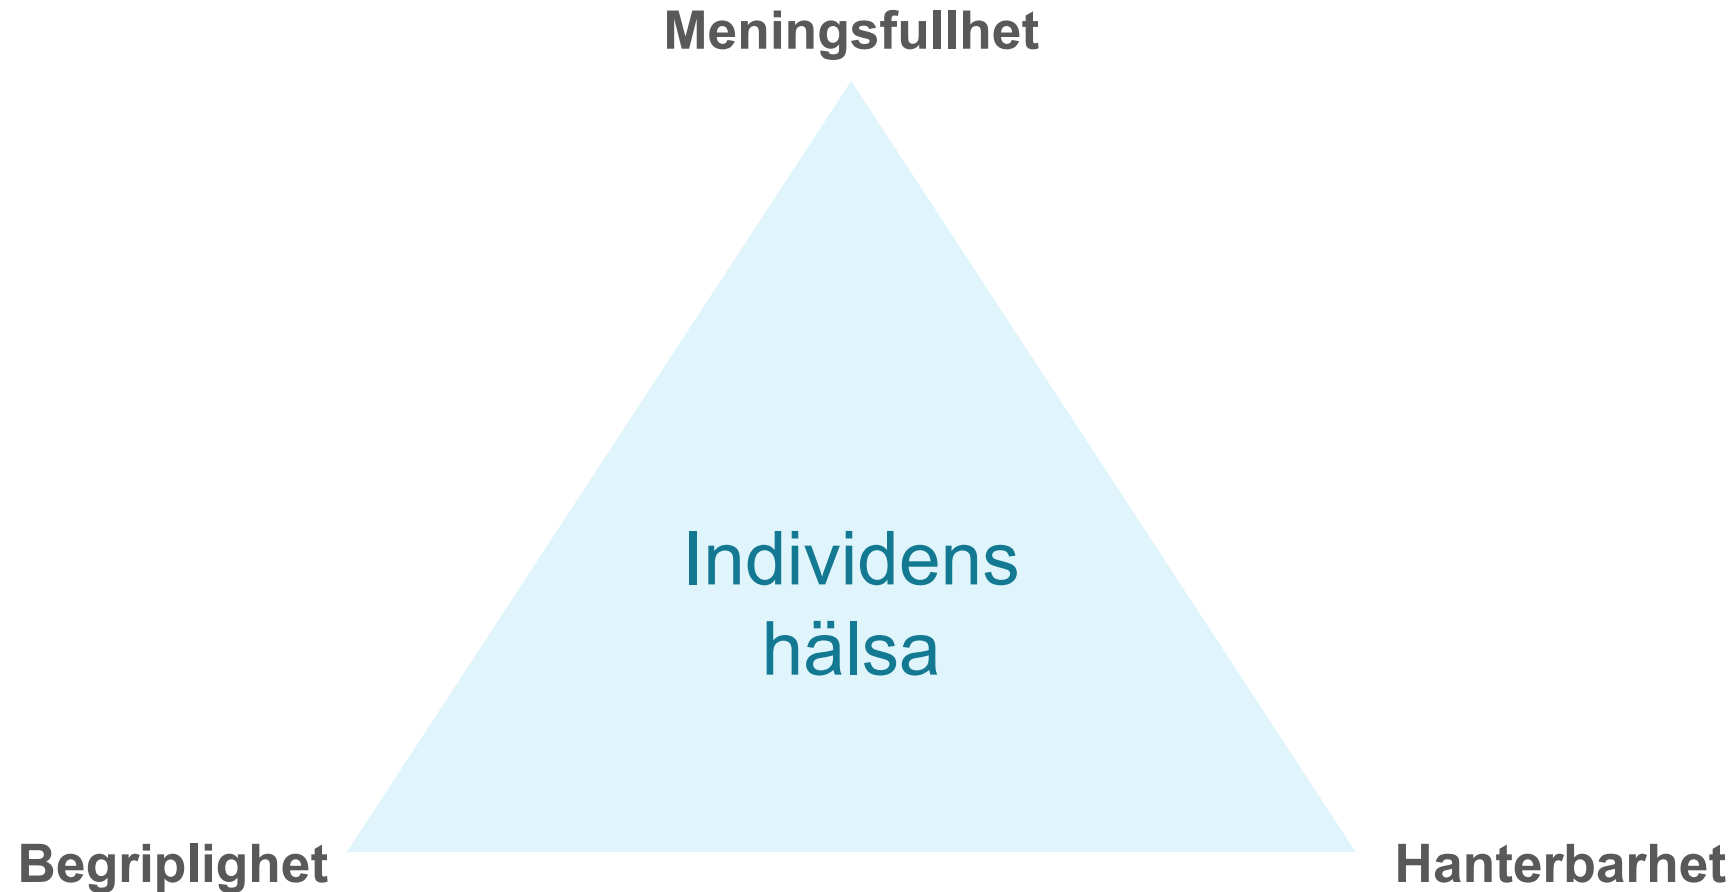 Meningsfullhet
Individens
hälsa
Begriplighet
Hanterbarhet